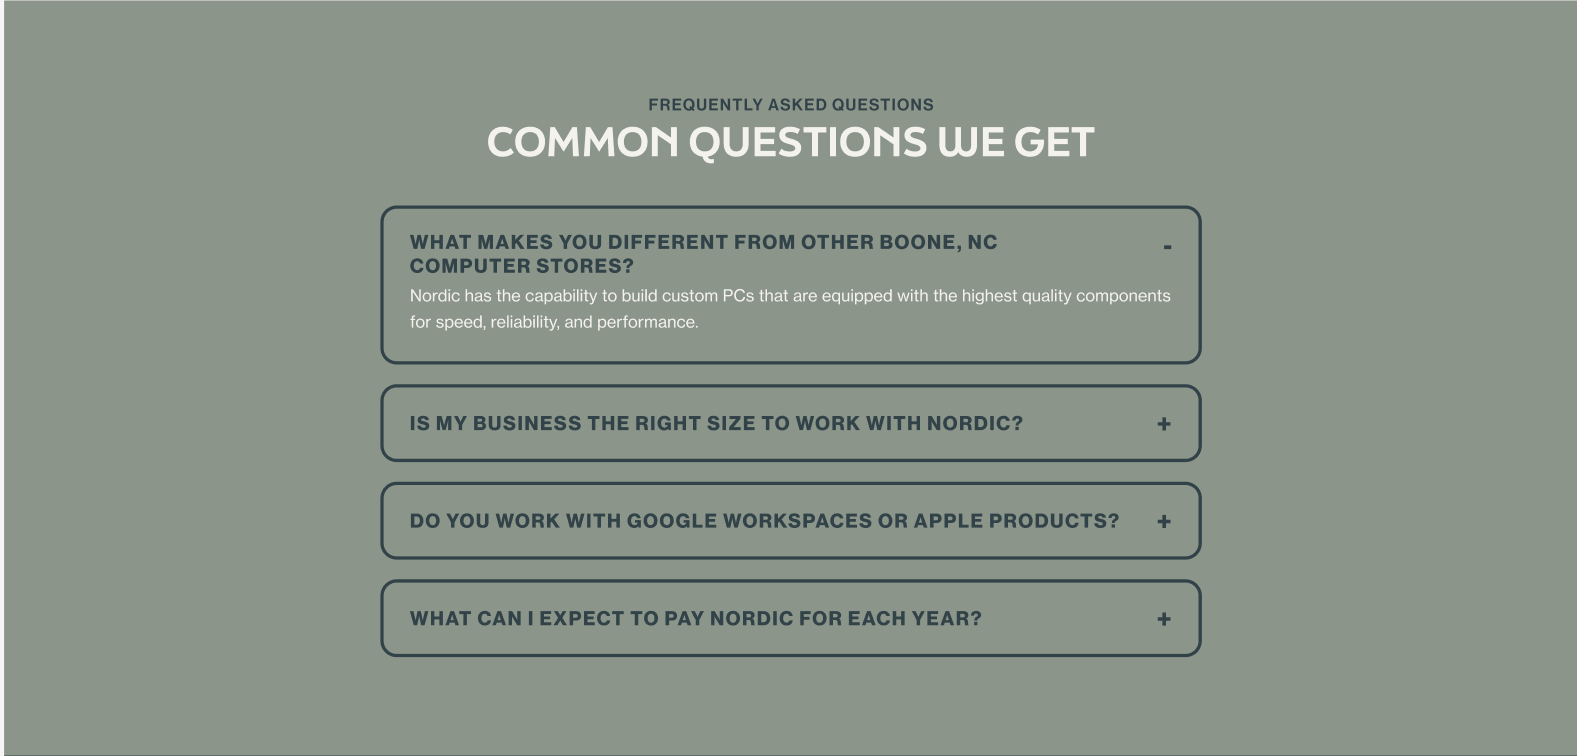 FREQUENTLY ASKED QUESTIONS
COMMON QUESTIONS WE GET
WHAT MAKES YOU DIFFERENT FROM OTHER BOONE, NC
COMPUTER STORES?
-
Nordic has the capability to build custom PCs that are equipped with the highest quality components
for speed, reliability, and performance.
IS MY BUSINESS THE RIGHT SIZE TO WORK WITH NORDIC? +
DO YOU WORK WITH GOOGLE WORKSPACES OR APPLE PRODUCTS? +
WHAT CAN I EXPECT TO PAY NORDIC FOR EACH YEAR? +